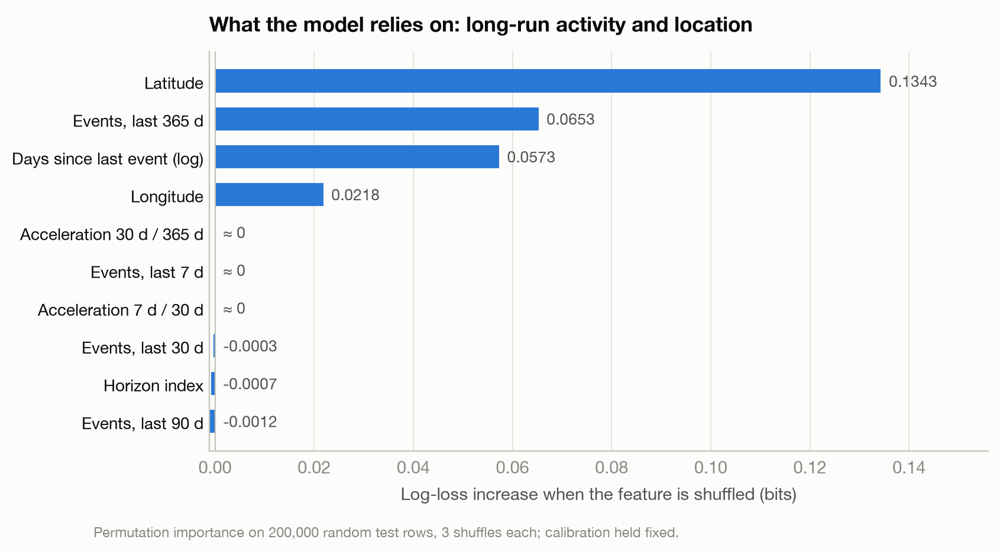 What the model relies on: long-run activity and location
Latitude 0.1343
Events, last 365 d 0.0653
Days since last event (log) 0.0573
Longitude 0.0218
Acceleration 30 d / 365 d ≈ 0
Events, last 7 d ≈ 0
Acceleration 7 d / 30 d ≈ 0
Events, last 30 d -0.0003
Horizon index -0.0007
Events, last 90 d -0.0012
0.00 0.02 0.04 0.06 0.08 0.10 0.12 0.14
Log-loss increase when the feature is shuffled (bits)
Permutation importance on 200,000 random test rows, 3 shuffles each; calibration held fixed.